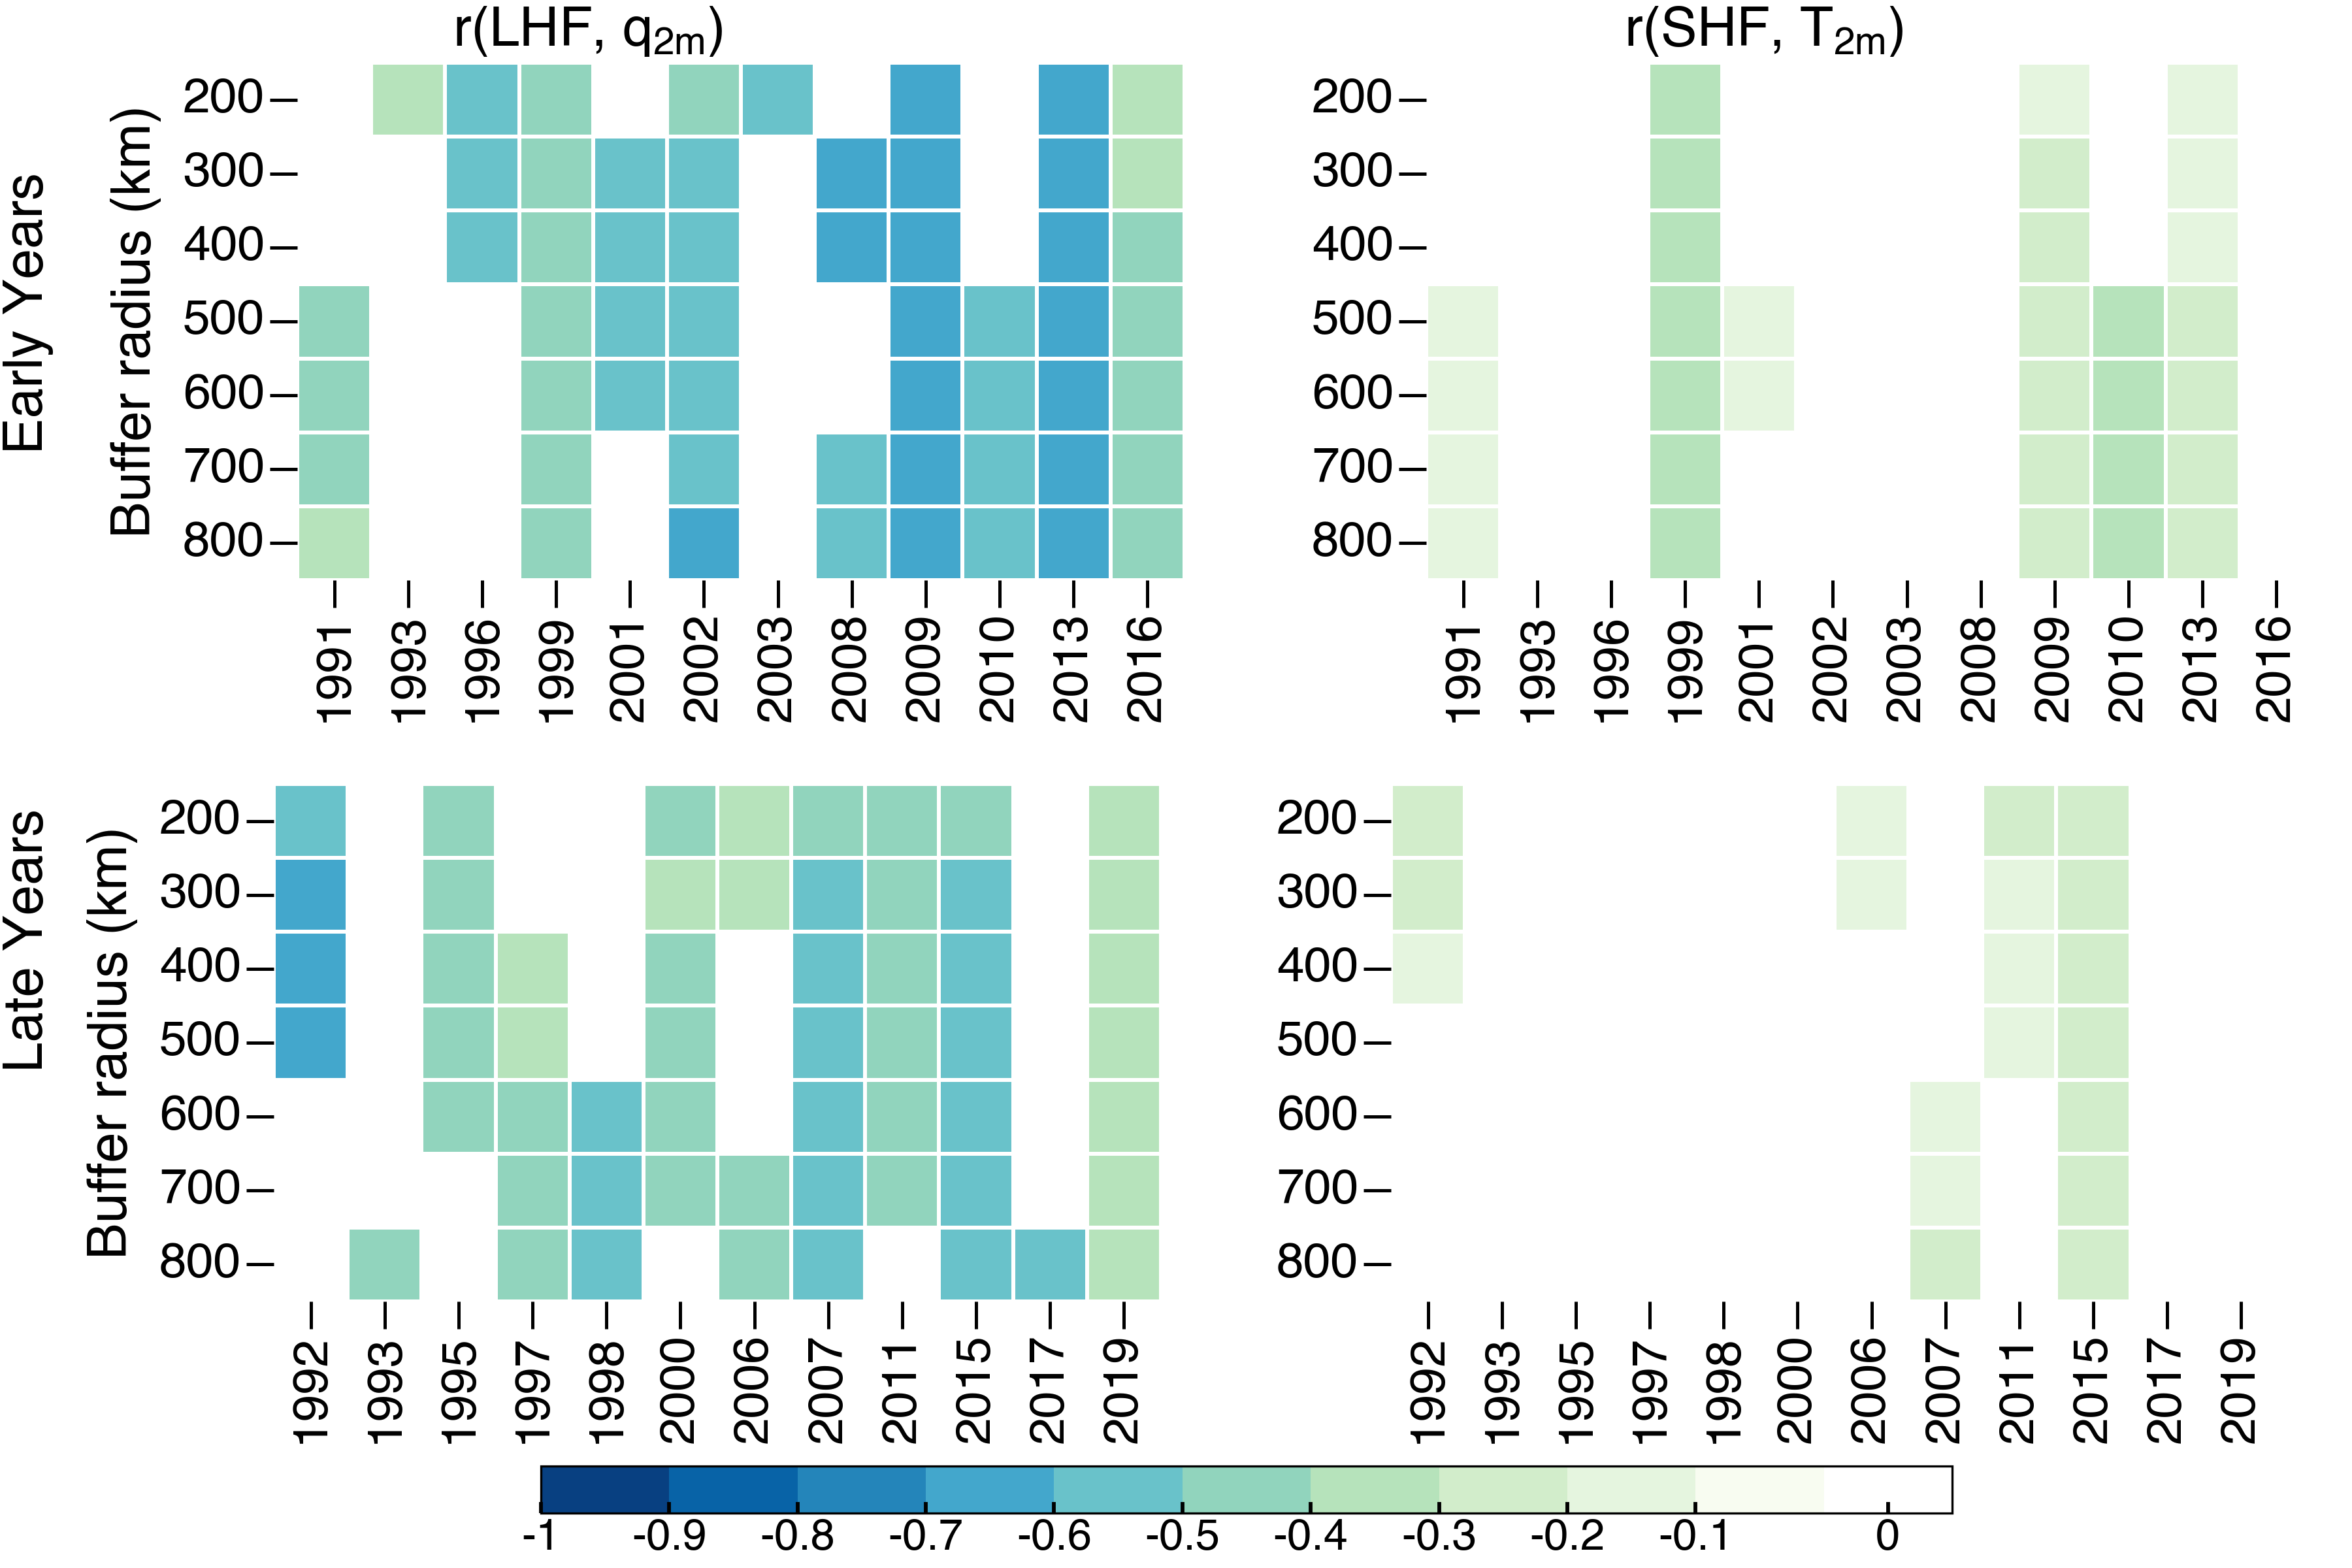 r(LHF, q2m)
r(SHF, T2m)
Early Years
Buffer radius (km)
200
300
400
500
600
700
800
1991 1993 1996 1999 2001 2002 2003 2008 2009 2010 2013 2016
200
300
400
500
600
700
800
1991 1993 1996 1999 2001 2002 2003 2008 2009 2010 2013 2016
Late Years
Buffer radius (km)
200
300
400
500
600
700
800
1992 1993 1995 1997 1998 2000 2006 2007 2011 2015 2017 2019
200
300
400
500
600
700
800
1992 1993 1995 1997 1998 2000 2006 2007 2011 2015 2017 2019
-1 -0.9 -0.8 -0.7 -0.6 -0.5 -0.4 -0.3 -0.2 -0.1 0